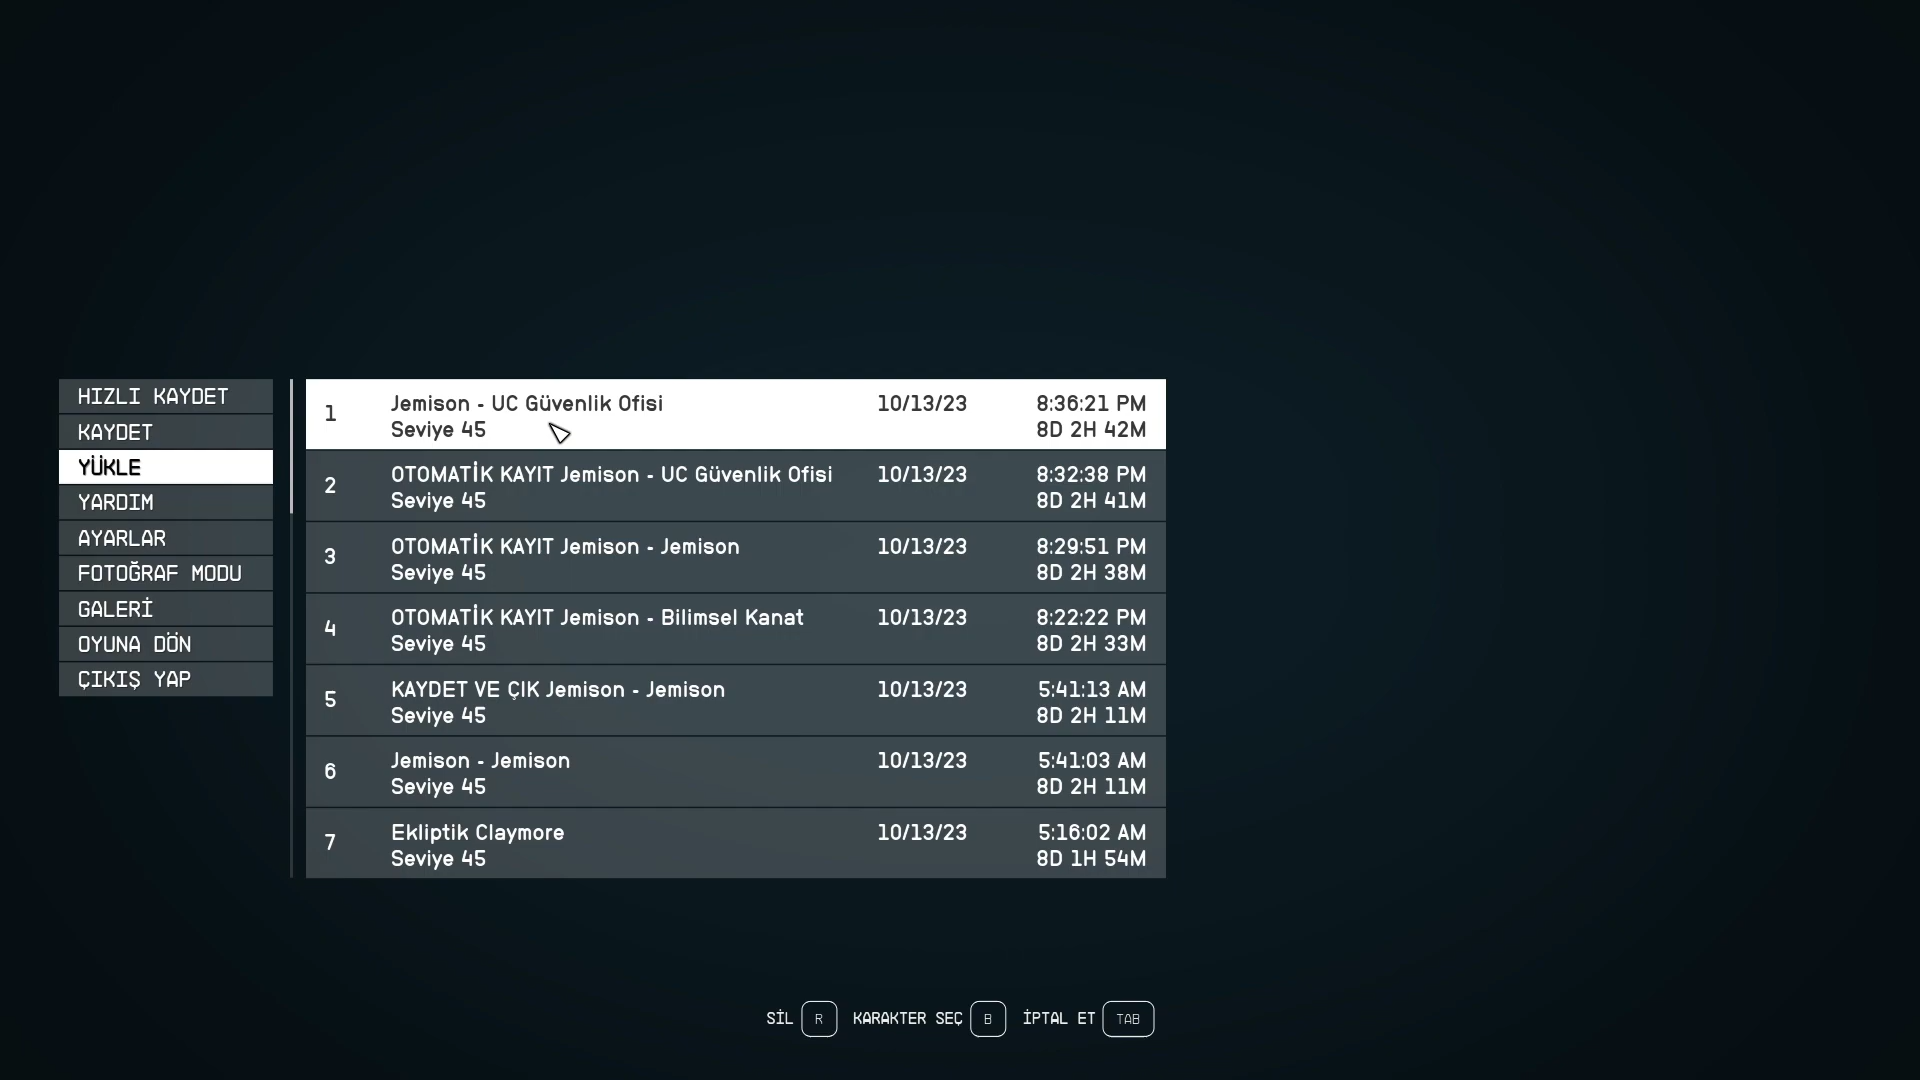 HIZLI KAYDET
KAYDET
YÜKLE
YARDIM
AYARLAR
FOTOĞRAF MODU
GALERİ
OYUNA DÖN
ÇIKIŞ YAP
1 Jemison - UC Güvenlik Ofisi 10/13/23 8:36:21 PM
Seviye 45 8D 2H 42M
2 OTOMATİK KAYIT Jemison - UC Güvenlik Ofisi 10/13/23 8:32:38 PM
Seviye 45 8D 2H 41M
3 OTOMATİK KAYIT Jemison - Jemison 10/13/23 8:29:51 PM
Seviye 45 8D 2H 38M
4 OTOMATİK KAYIT Jemison - Bilimsel Kanat 10/13/23 8:22:22 PM
Seviye 45 8D 2H 33M
5 KAYDET VE ÇIK Jemison - Jemison 10/13/23 5:41:13 AM
Seviye 45 8D 2H 11M
6 Jemison - Jemison 10/13/23 5:41:03 AM
Seviye 45 8D 2H 11M
7 Ekliptik Claymore 10/13/23 5:16:02 AM
Seviye 45 8D 1H 54M
SİL R KARAKTER SEÇ B İPTAL ET TAB